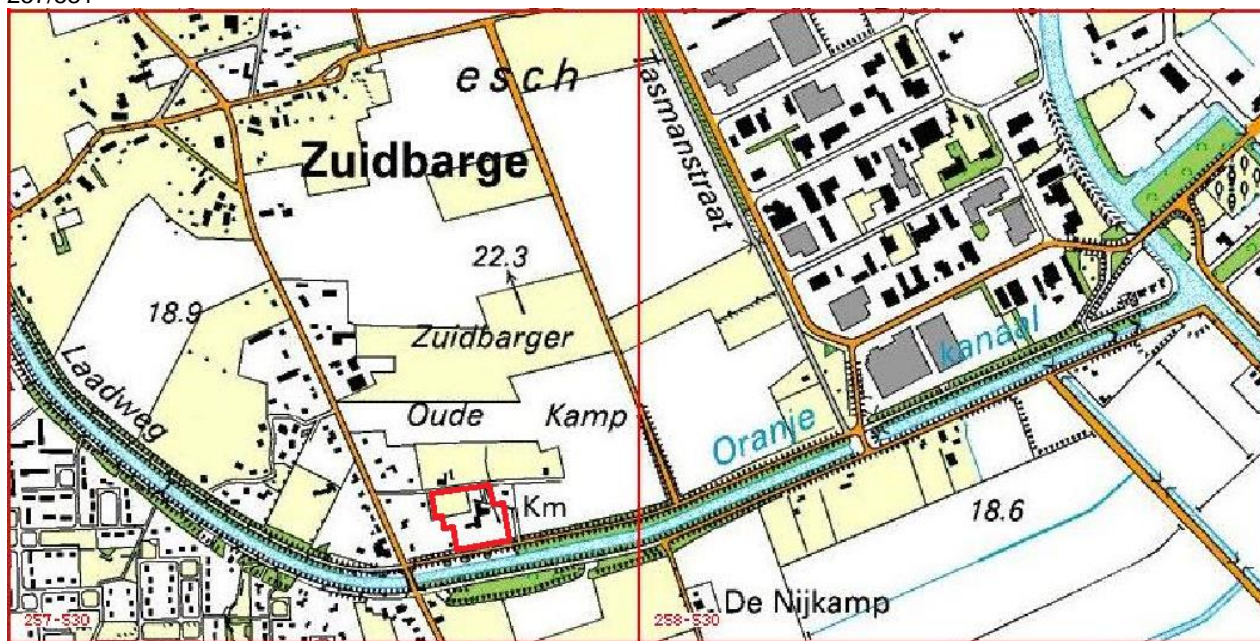 esch
Tasmanstraat
Zuidbarge
22.3
18.9
Zuidbarger
Laadweg
kanaal
Oude Kamp
Oranje
Km
18.6
De Nijkamp
257-530
258-530